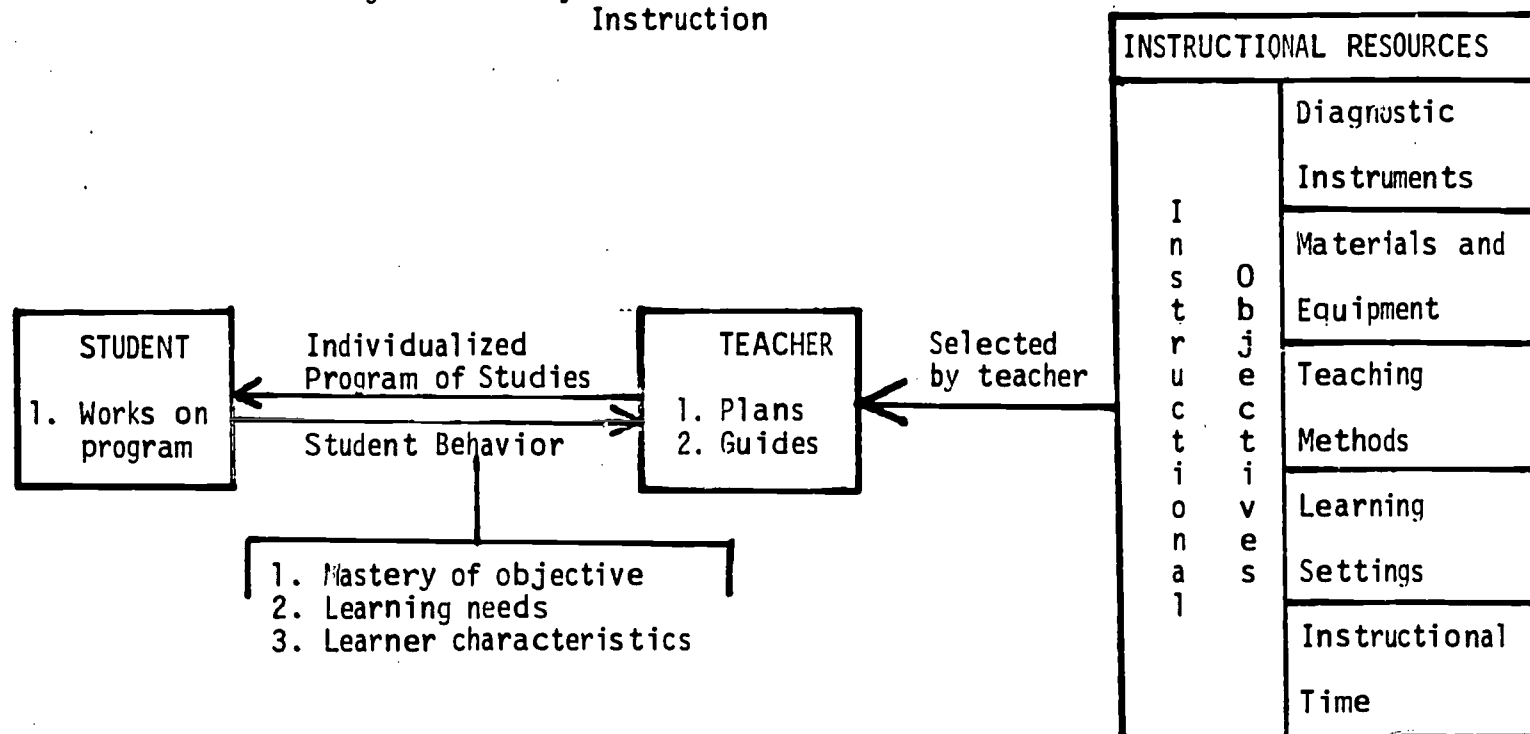 Instruction
INSTRUCTIONAL RESOURCES
Instructional
Objectives
Diagnostic
Instruments
Materials and
Equipment
Teaching
Methods
Learning
Settings
Instructional
Time
Selected
by teacher
TEACHER
1. Plans
2. Guides
Individualized
Program of Studies
Student Behavior
STUDENT
1. Works on
program
1. Mastery of objective
2. Learning needs
3. Learner characteristics